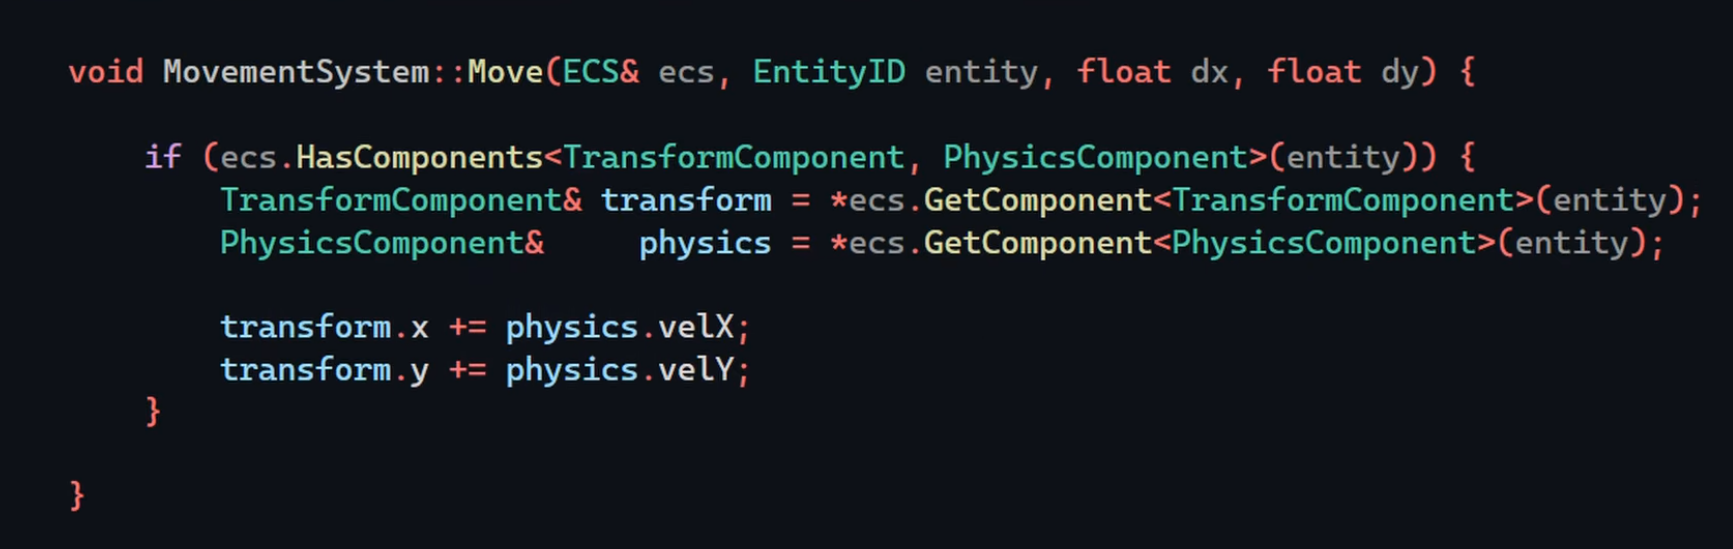 void MovementSystem::Move(ECS& ecs, EntityID entity, float dx, float dy) {
if (ecs.HasComponents<TransformComponent, PhysicsComponent>(entity)) {
TransformComponent& transform = *ecs.GetComponent<TransformComponent>(entity);
PhysicsComponent&     physics = *ecs.GetComponent<PhysicsComponent>(entity);
transform.x += physics.velX;
transform.y += physics.velY;
}
}